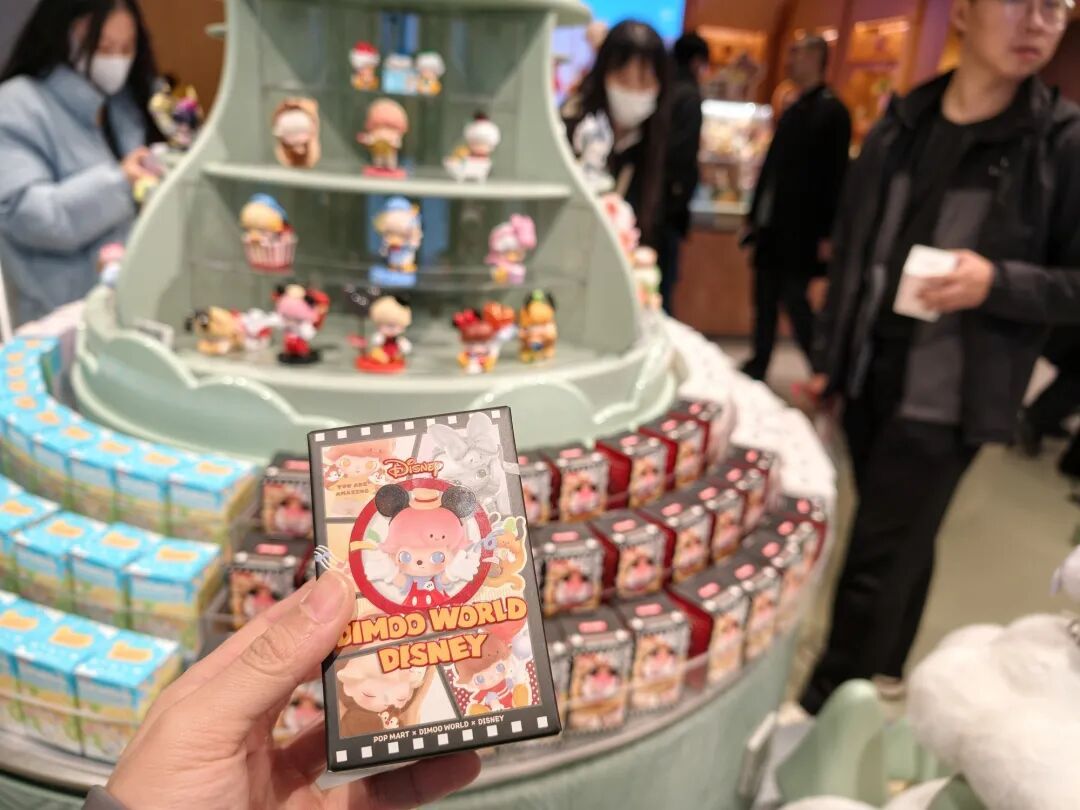 Disney
YOU ARE
AMAZING
DIMOO WORLD
DISNEY
POP MART × DIMOO WORLD × DISNEY